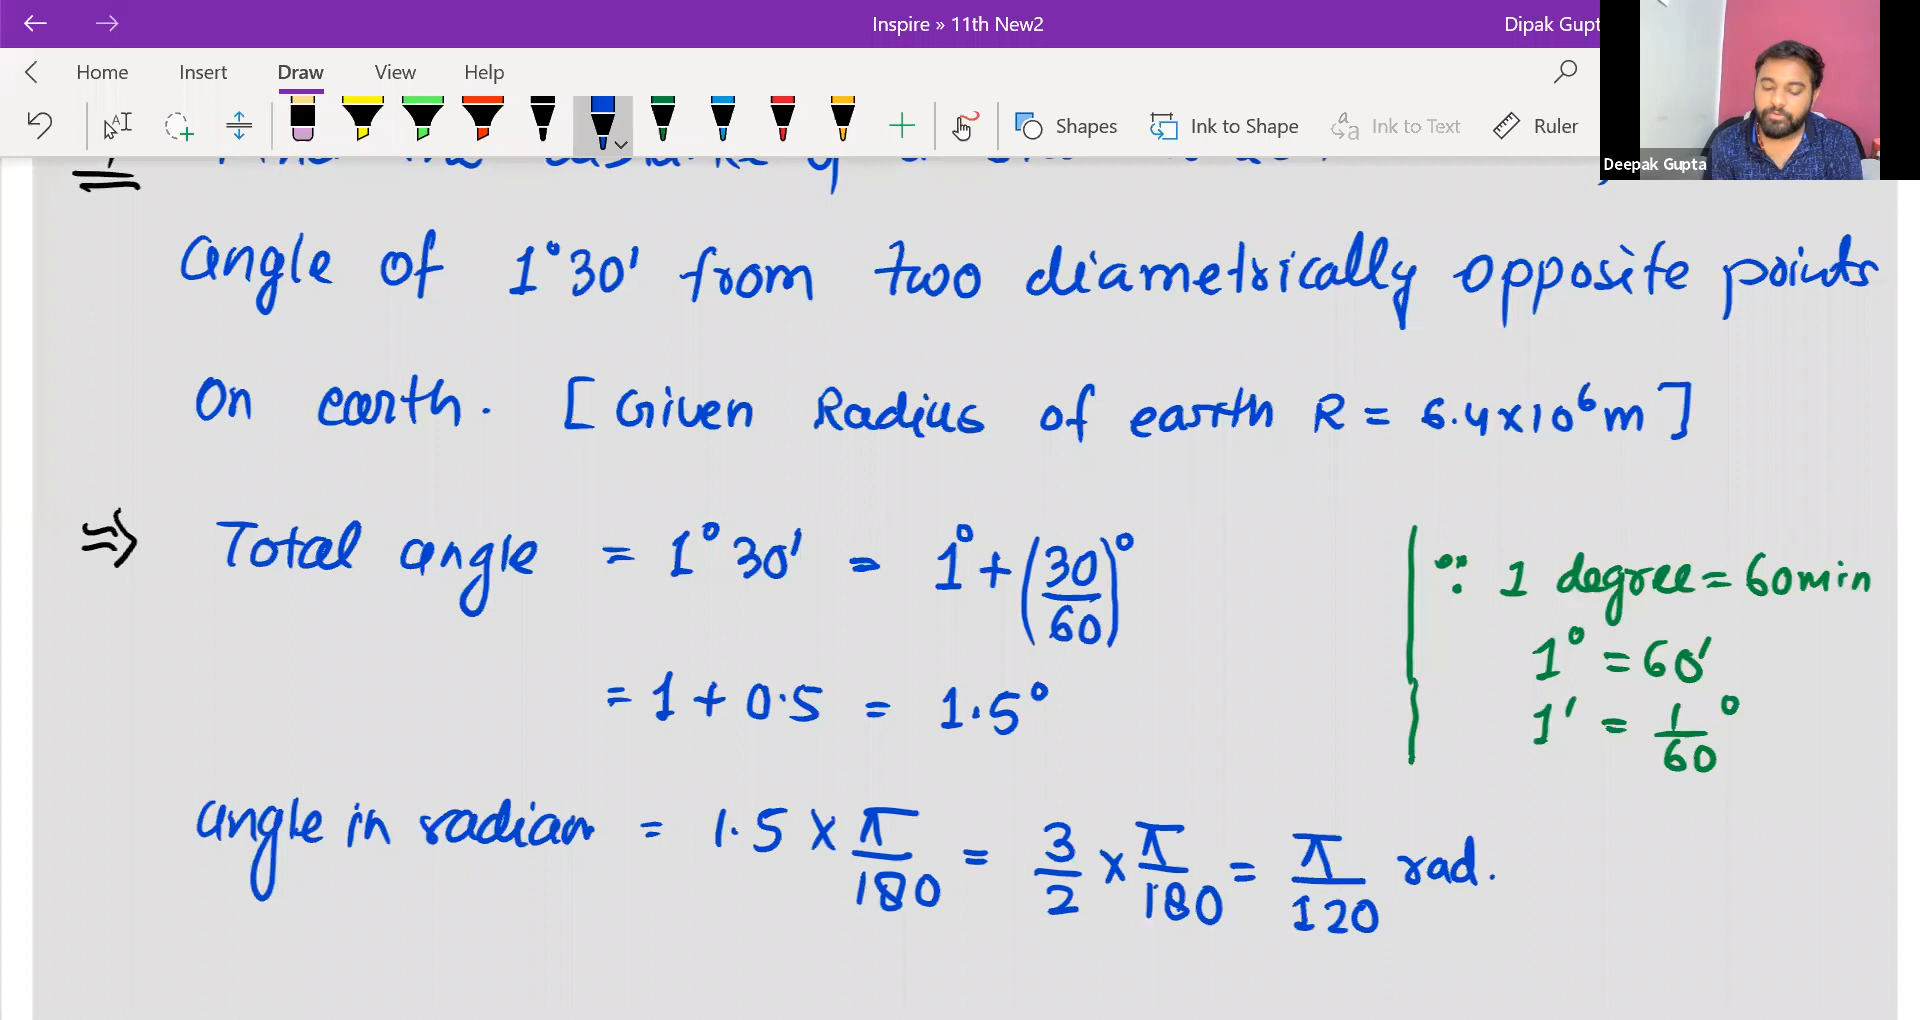 Inspire » 11th New2
Dipak Gupt
Home Insert Draw View Help
Shapes Ink to Shape Ink to Text Ruler
Deepak Gupta
angle of 1°30' from two diametrically opposite points
on earth. [Given Radius of earth R = 6.4×10⁶m]
⇒ Total angle = 1°30' = 1°+(30/60)°
= 1+0.5 = 1.5°
∵ 1 degree = 60min
1° = 60'
1' = 1/60°
angle in radian = 1.5 × π/180 = 3/2 × π/180 = π/120 rad.